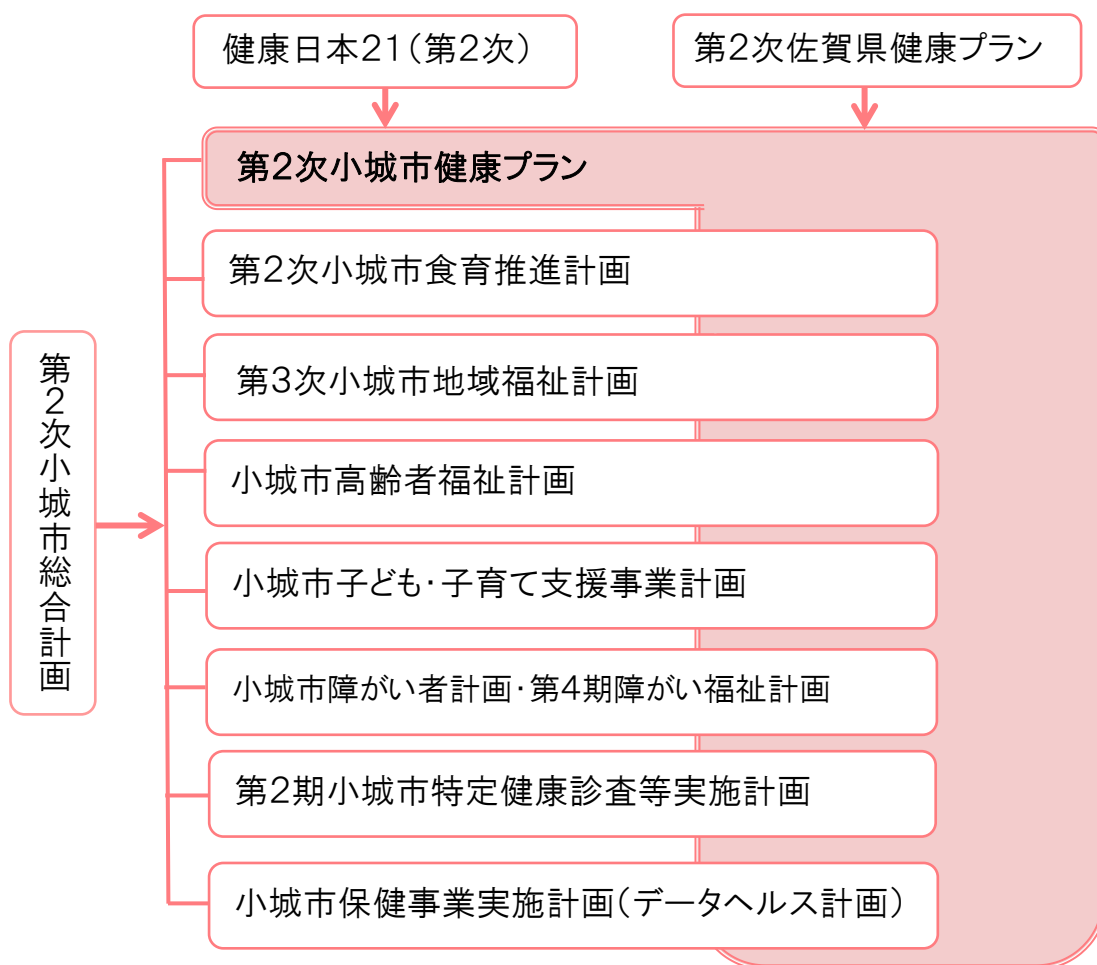 健康日本21(第2次)
第2次佐賀県健康プラン
第2次小城市健康プラン
第2次小城市食育推進計画
第3次小城市地域福祉計画
第2次小城市総合計画
小城市高齢者福祉計画
小城市子ども・子育て支援事業計画
小城市障がい者計画・第4期障がい福祉計画
第2期小城市特定健康診査等実施計画
小城市保健事業実施計画(データヘルス計画)